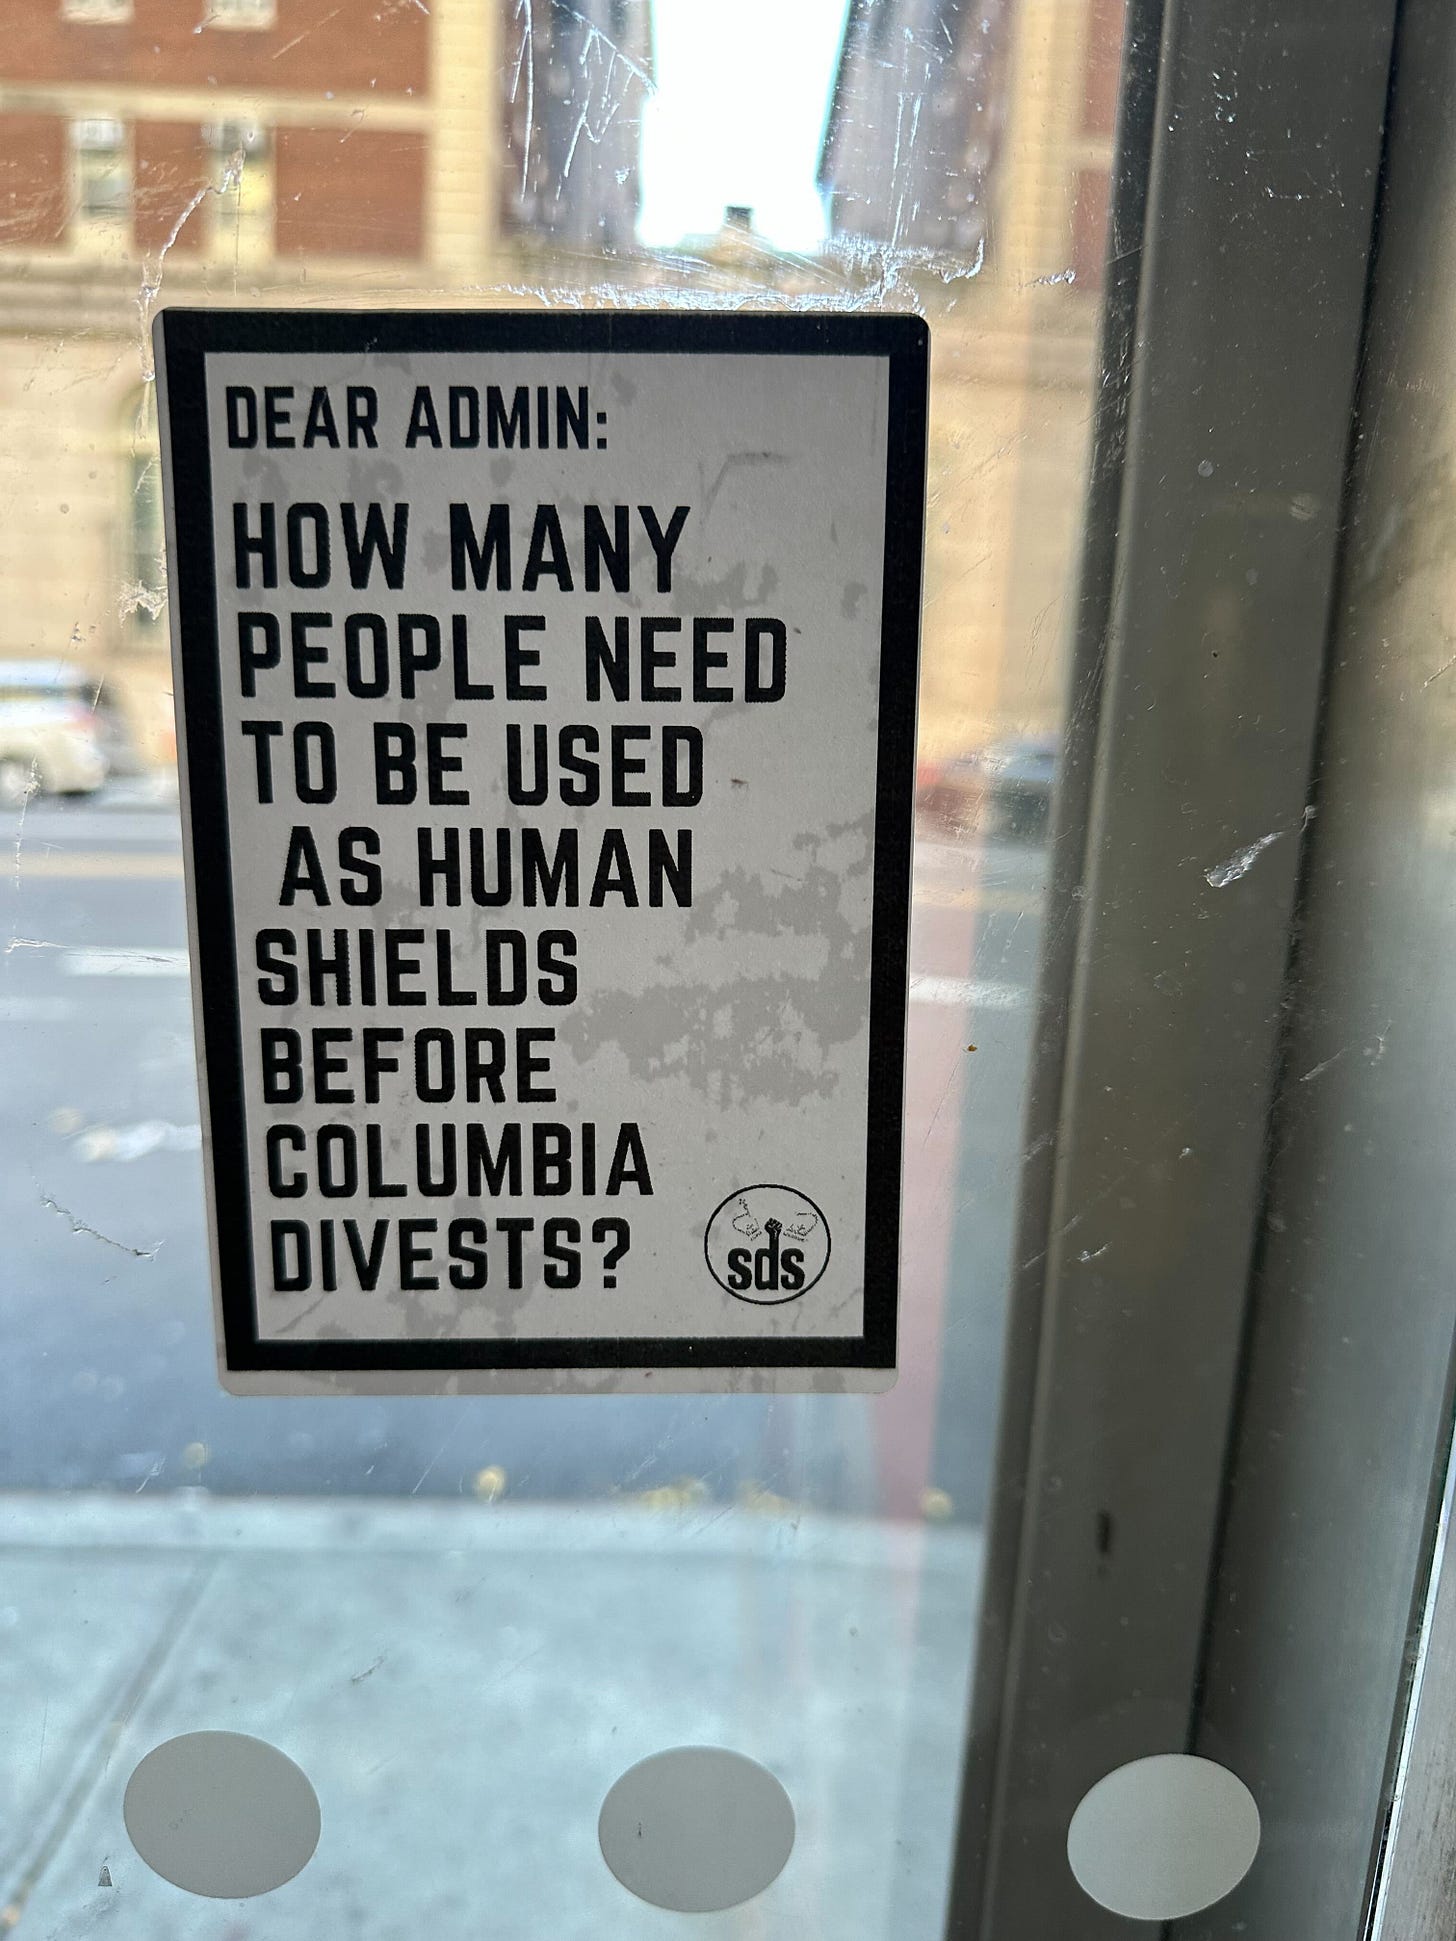 DEAR ADMIN:
HOW MANY
PEOPLE NEED
TO BE USED
AS HUMAN
SHIELDS
BEFORE
COLUMBIA
DIVESTS?
sds